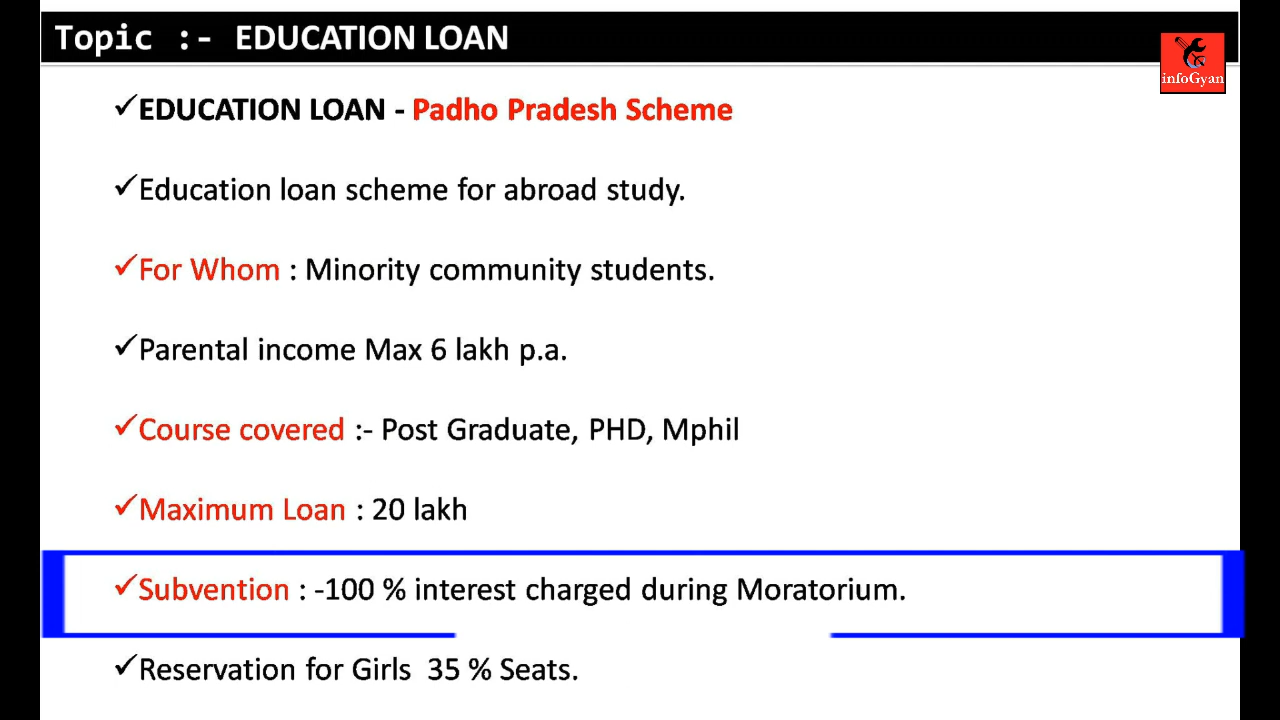 Topic :- EDUCATION LOAN
infoGyan
✓EDUCATION LOAN - Padho Pradesh Scheme
✓Education loan scheme for abroad study.
✓For Whom : Minority community students.
✓Parental income Max 6 lakh p.a.
✓Course covered :- Post Graduate, PHD, Mphil
✓Maximum Loan : 20 lakh
✓Subvention : -100 % interest charged during Moratorium.
✓Reservation for Girls 35 % Seats.